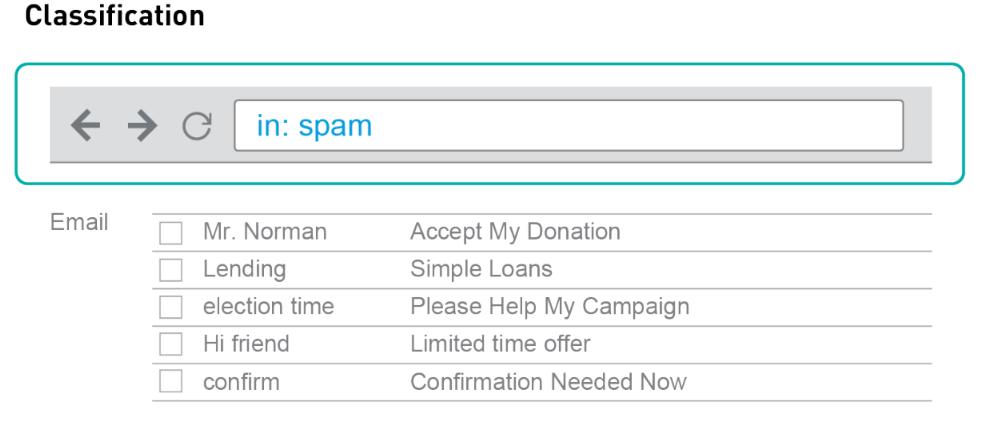 Classification
in: spam
Email
Mr. Norman Accept My Donation
Lending Simple Loans
election time Please Help My Campaign
Hi friend Limited time offer
confirm Confirmation Needed Now